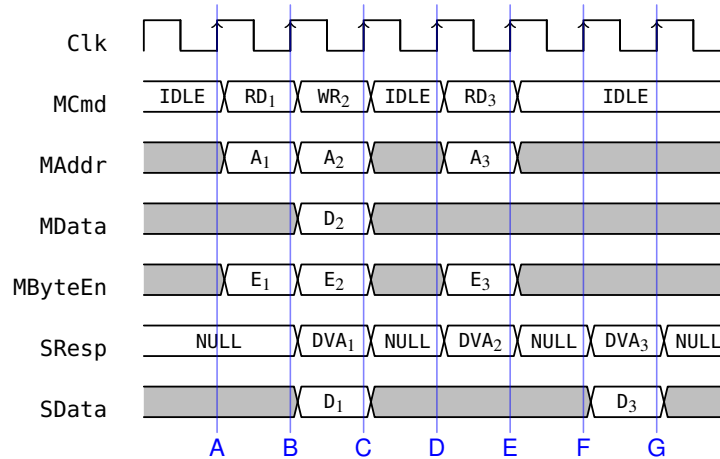 Clk
MCmd IDLE RD₁ WR₂ IDLE RD₃ IDLE
MAddr A₁ A₂ A₃
MData D₂
MByteEn E₁ E₂ E₃
SResp NULL DVA₁ NULL DVA₂ NULL DVA₃ NULL
SData D₁ D₃
A B C D E F G